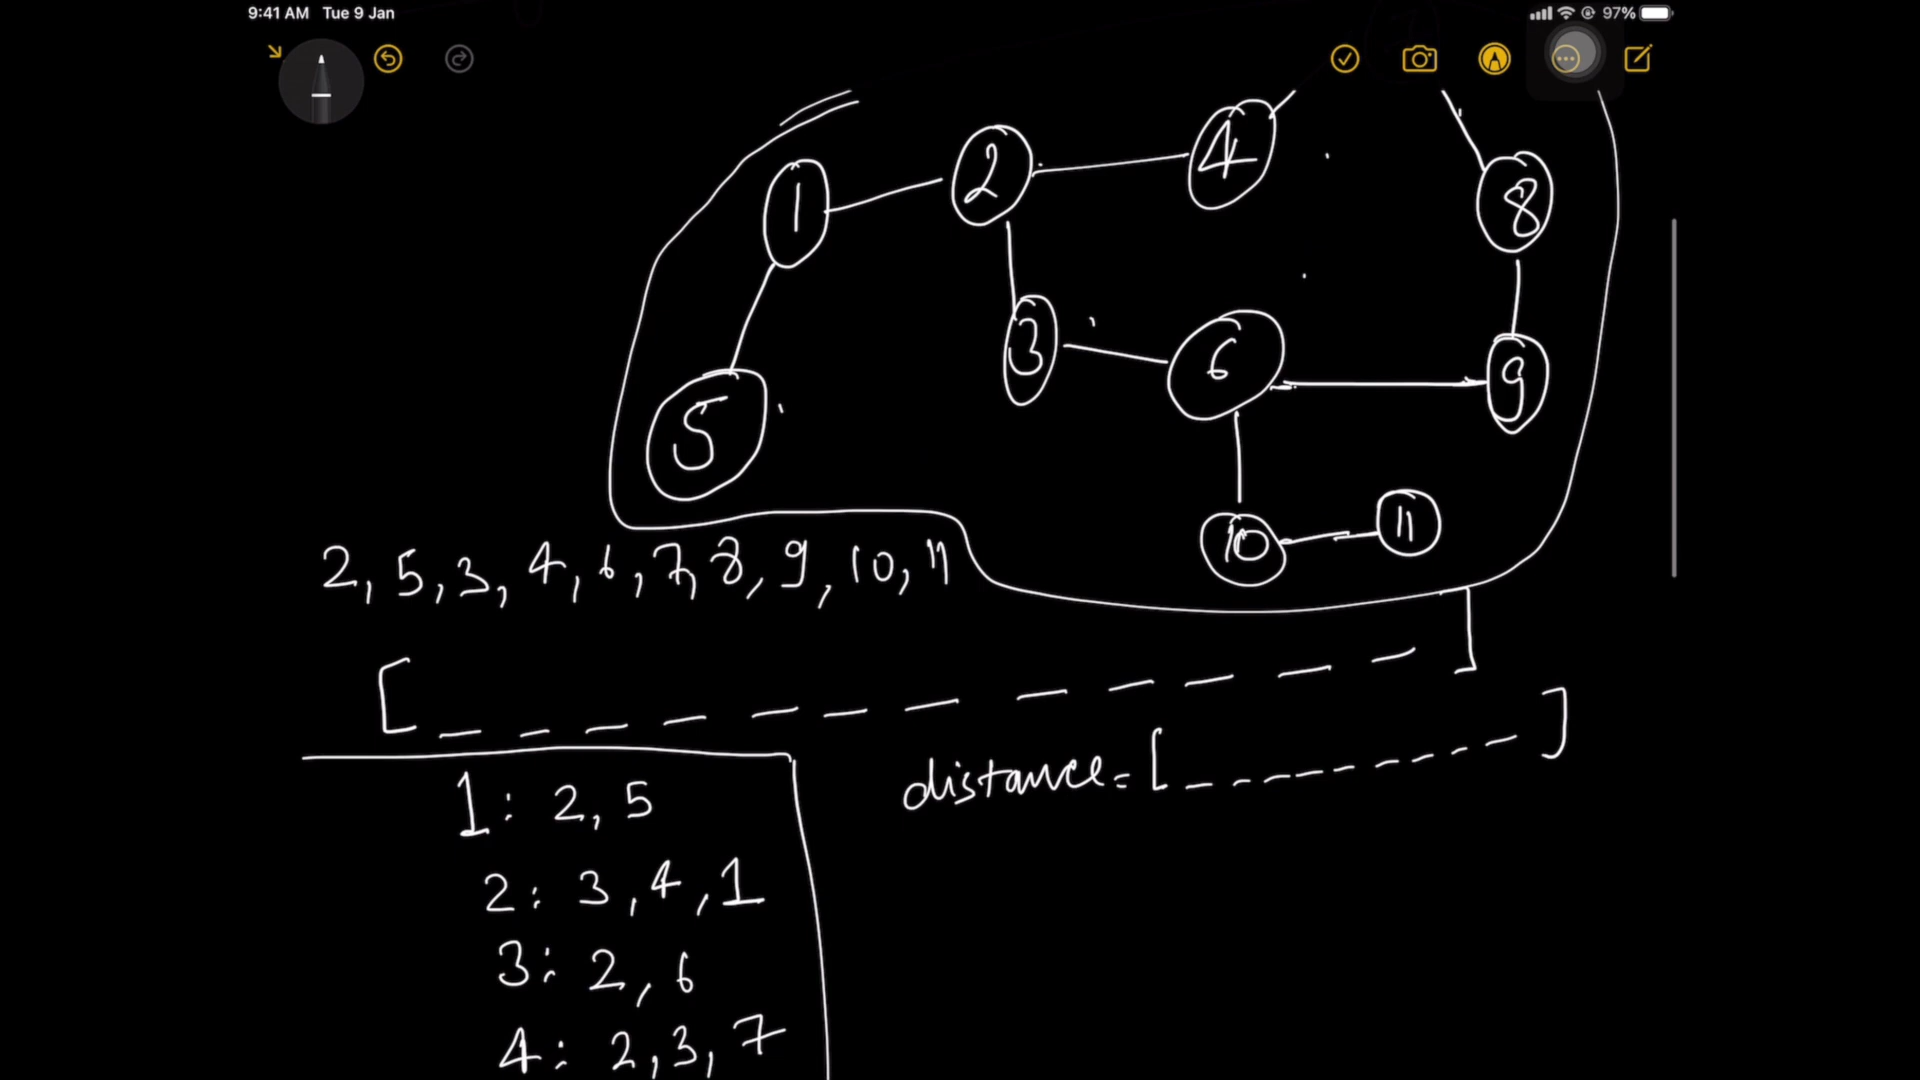 9:41 AM Tue 9 Jan
97%
1
2
4
8
3
6
9
5
10
11
2, 5, 3, 4, 6, 7, 8, 9, 10, 11
[_ _ _ _ _ _ _ _ _ _ _ _]
distance = [_ _ _ _ _ _ _ _ _]
1: 2, 5
2: 3, 4, 1
3: 2, 6
4: 2, 3, 7